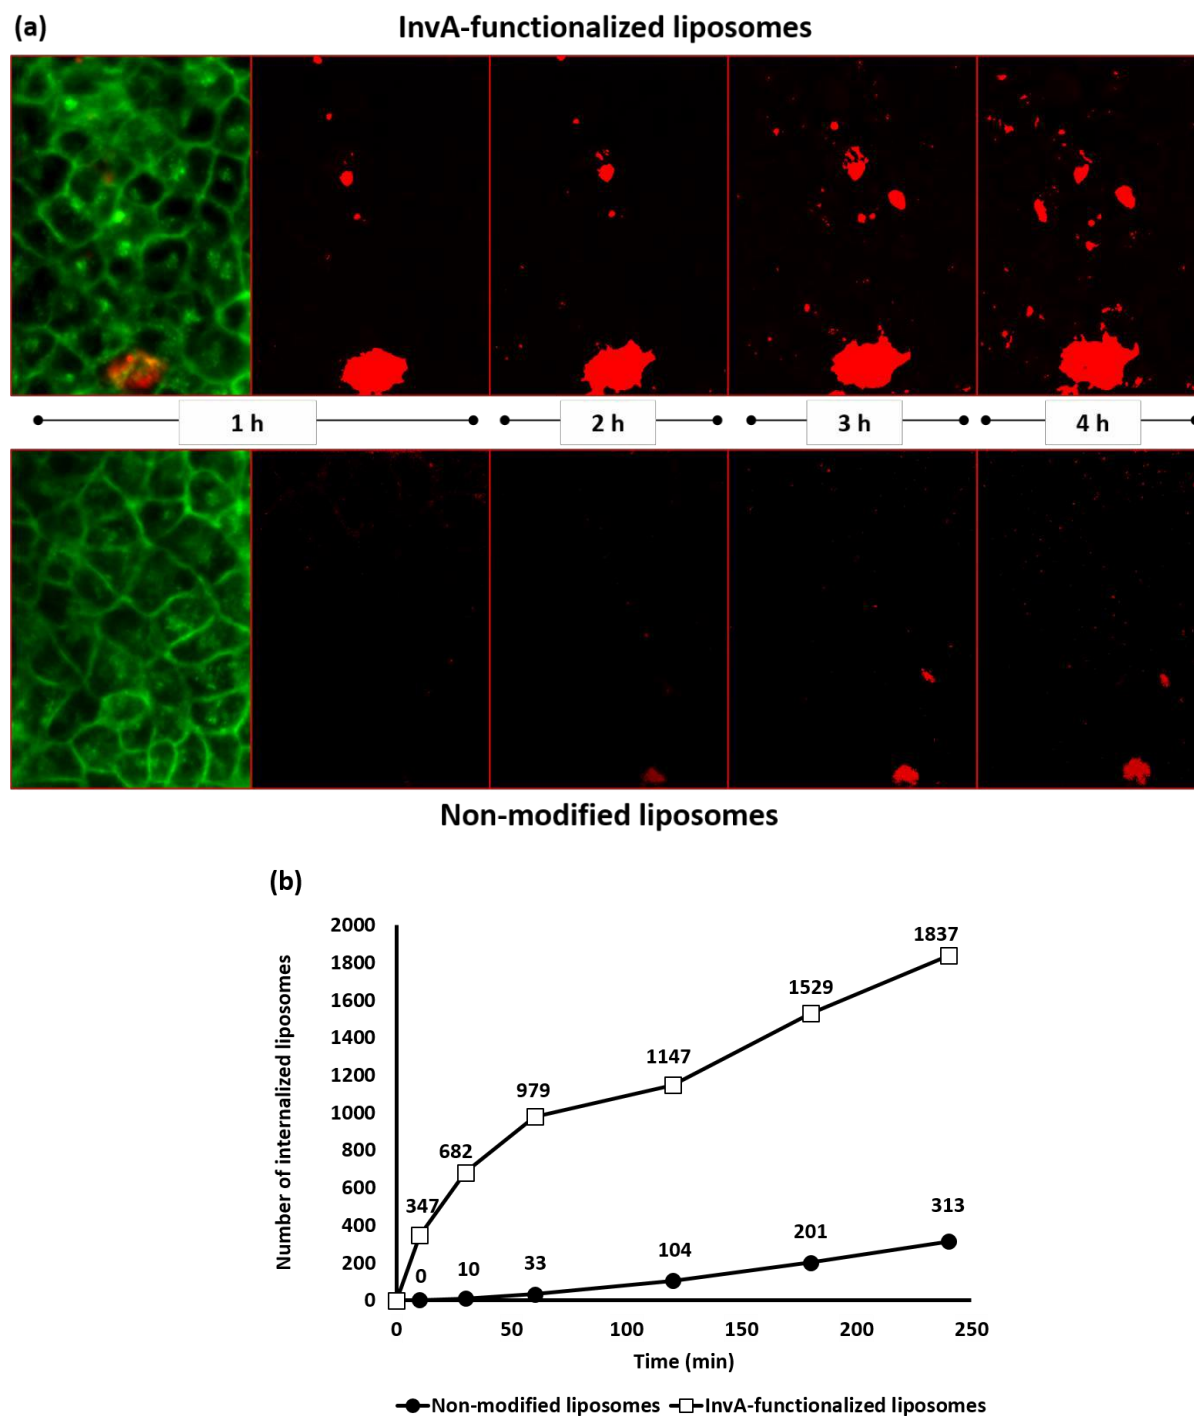 (a)
InvA-functionalized liposomes
1 h
2 h
3 h
4 h
Non-modified liposomes
(b)
Number of internalized liposomes
2000
1800
1600
1400
1200
1000
800
600
400
200
0
347
682
979
1147
1529
1837
0
10
33
104
201
313
0
50
100
150
200
250
Time (min)
Non-modified liposomes
InvA-functionalized liposomes